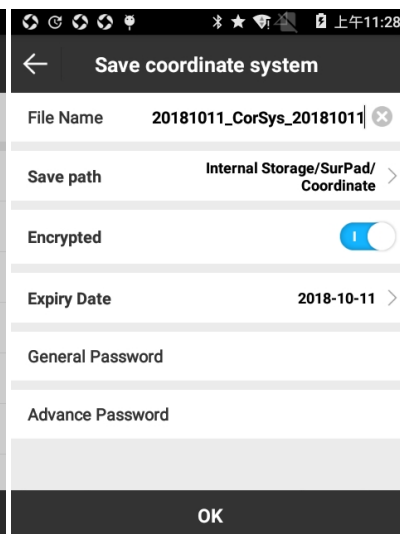 上午11:28
Save coordinate system
File Name 20181011_CorSys_20181011
Save path Internal Storage/SurPad/
Coordinate
Encrypted
Expiry Date 2018-10-11
General Password
Advance Password
OK